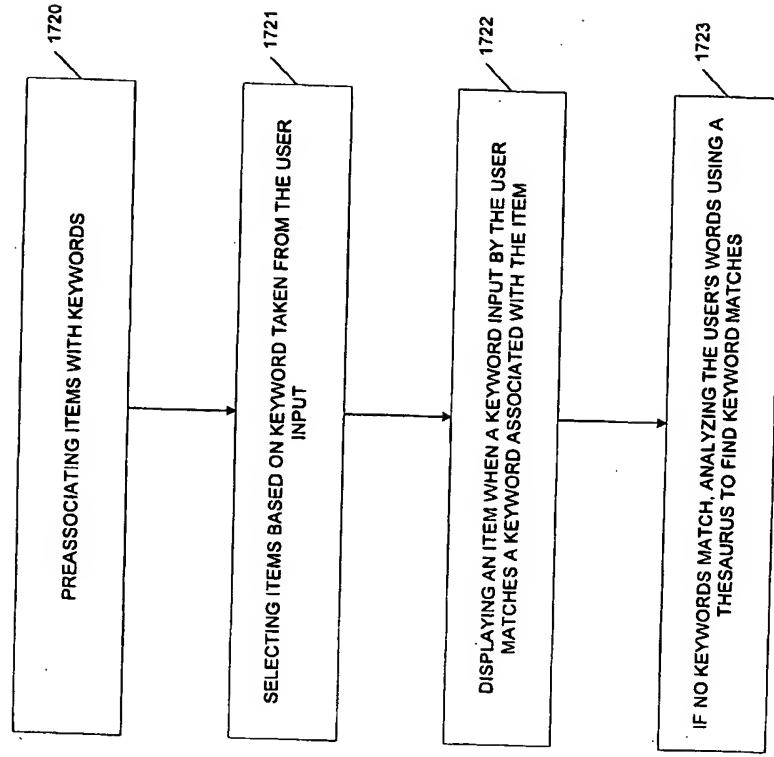 1720
PREASSOCIATING ITEMS WITH KEYWORDS
1721
SELECTING ITEMS BASED ON KEYWORD TAKEN FROM THE USER
INPUT
1722
DISPLAYING AN ITEM WHEN A KEYWORD INPUT BY THE USER
MATCHES A KEYWORD ASSOCIATED WITH THE ITEM
1723
IF NO KEYWORDS MATCH, ANALYZING THE USER'S WORDS USING A
THESAURUS TO FIND KEYWORD MATCHES